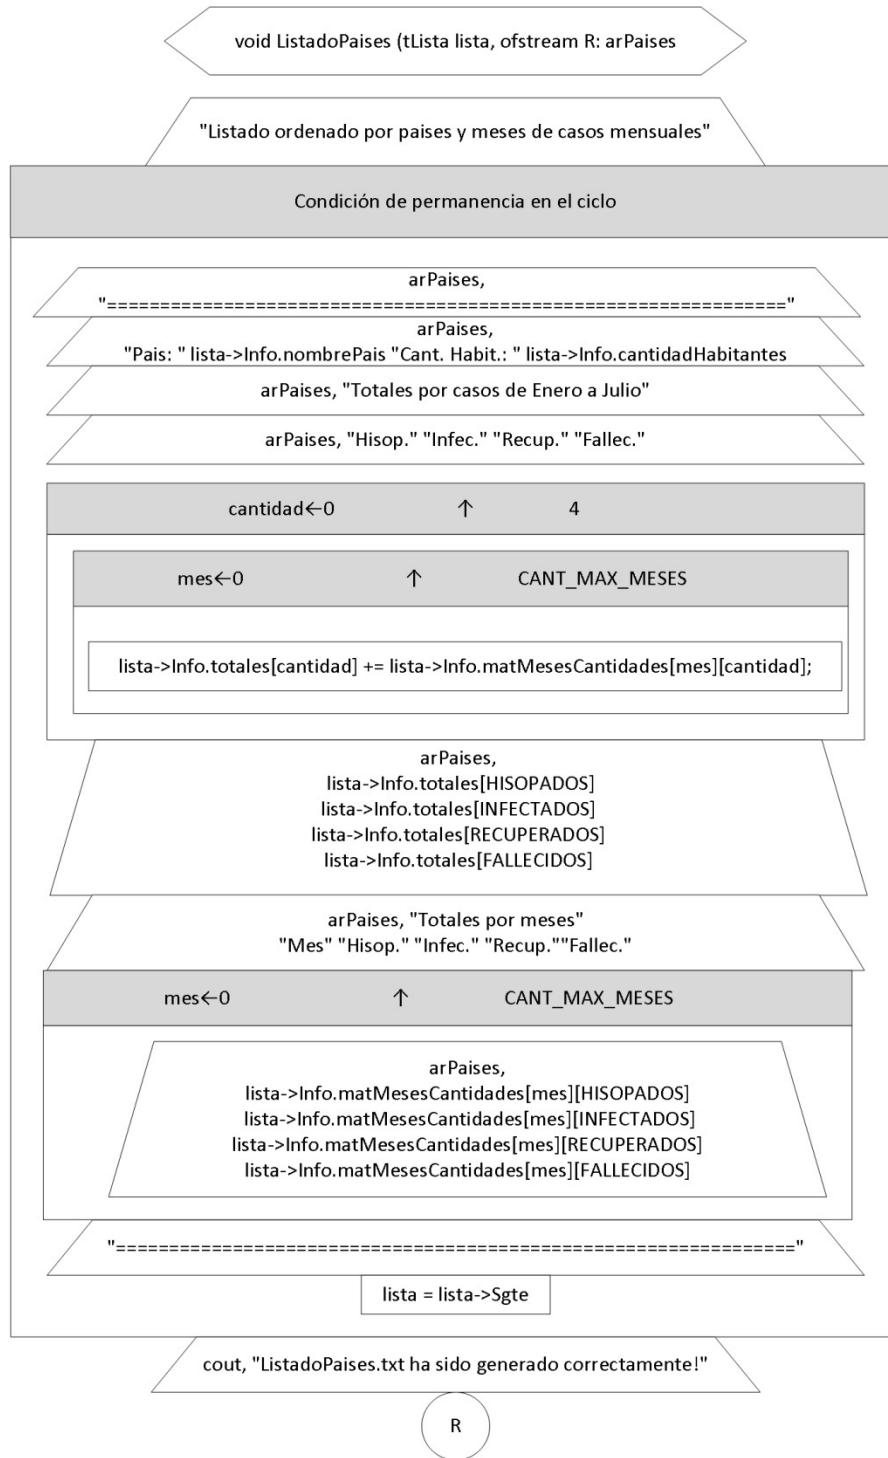 void ListadoPaises (tLista lista, ofstream R: arPaises
"Listado ordenado por paises y meses de casos mensuales"
Condición de permanencia en el ciclo
arPaises,
"================================================================"
arPaises,
"Pais: " lista->Info.nombrePais "Cant. Habit.: " lista->Info.cantidadHabitantes
arPaises, "Totales por casos de Enero a Julio"
arPaises, "Hisop." "Infec." "Recup." "Fallec."
cantidad←0 ↑ 4
mes←0 ↑ CANT_MAX_MESES
lista->Info.totales[cantidad] += lista->Info.matMesesCantidades[mes][cantidad];
arPaises,
lista->Info.totales[HISOPADOS]
lista->Info.totales[INFECTADOS]
lista->Info.totales[RECUPERADOS]
lista->Info.totales[FALLECIDOS]
arPaises, "Totales por meses"
"Mes" "Hisop." "Infec." "Recup.""Fallec."
mes←0 ↑ CANT_MAX_MESES
arPaises,
lista->Info.matMesesCantidades[mes][HISOPADOS]
lista->Info.matMesesCantidades[mes][INFECTADOS]
lista->Info.matMesesCantidades[mes][RECUPERADOS]
lista->Info.matMesesCantidades[mes][FALLECIDOS]
"================================================================"
lista = lista->Sgte
cout, "ListadoPaises.txt ha sido generado correctamente!"
R